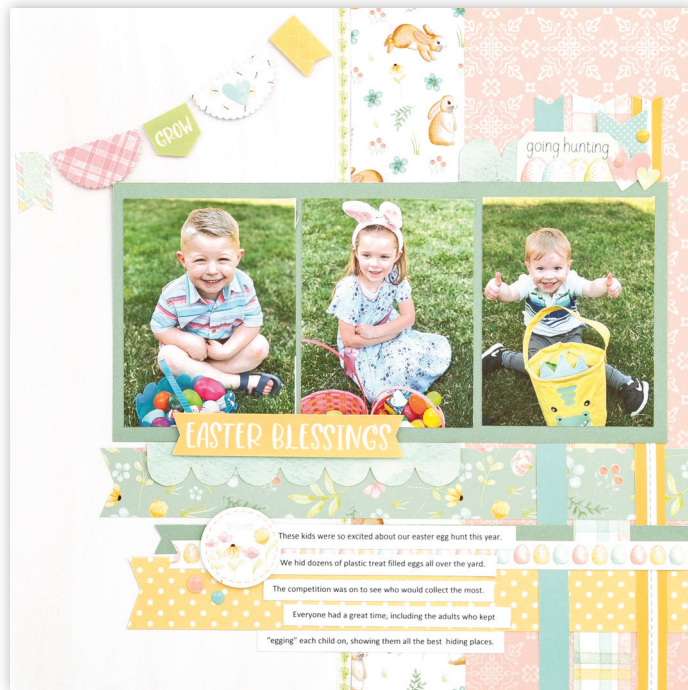 GROW
going hunting
EASTER BLESSINGS
These kids were so excited about our easter egg hunt this year.
We hid dozens of plastic treat filled eggs all over the yard.
The competition was on to see who would collect the most.
Everyone had a great time, including the adults who kept
"egging" each child on, showing them all the best hiding places.